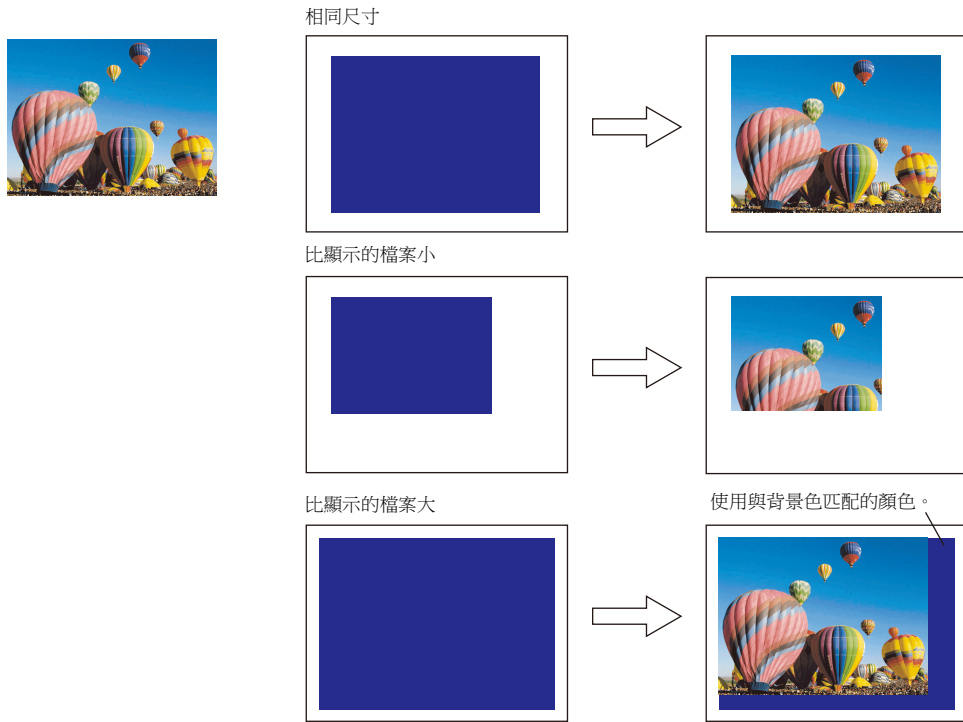 相同尺寸
比顯示的檔案小
比顯示的檔案大
使用與背景色匹配的顏色。